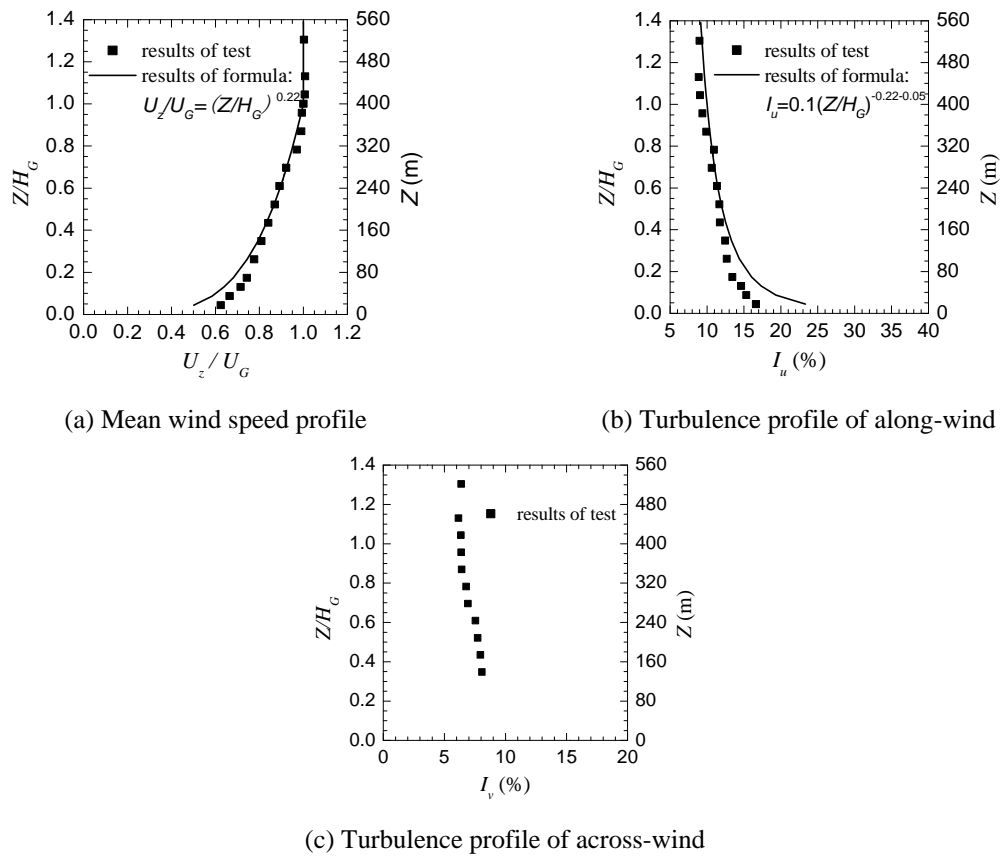 1.4
1.2
1.0
0.8
0.6
0.4
0.2
0.0
Z/H_G
results of test
results of formula:
U_z/U_G=(Z/H_G)^0.22
560
480
400
320
240
160
80
0
Z (m)
0.0 0.2 0.4 0.6 0.8 1.0 1.2
U_z / U_G
(a) Mean wind speed profile
1.4
1.2
1.0
0.8
0.6
0.4
0.2
0.0
Z/H_G
results of test
results of formula:
I_u=0.1(Z/H_G)^-0.22-0.05
560
480
400
320
240
160
80
0
Z (m)
5 10 15 20 25 30 35 40
I_u (%)
(b) Turbulence profile of along-wind
1.4
1.2
1.0
0.8
0.6
0.4
0.2
0.0
Z/H_G
results of test
560
480
400
320
240
160
80
0
Z (m)
0 5 10 15 20
I_v (%)
(c) Turbulence profile of across-wind